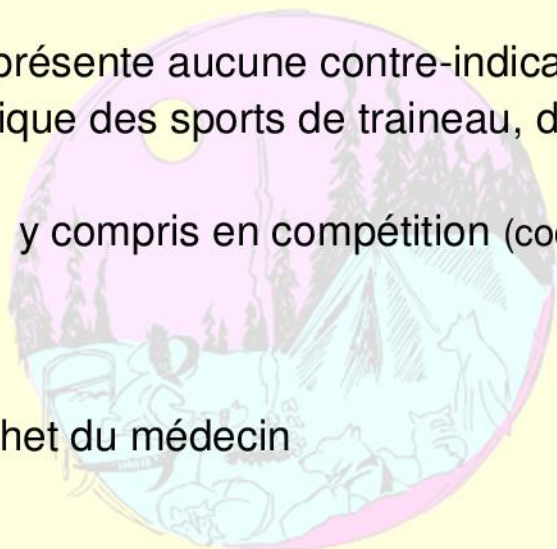 présente aucune contre-indica
ique des sports de traineau, d
y compris en compétition (co
het du médecin